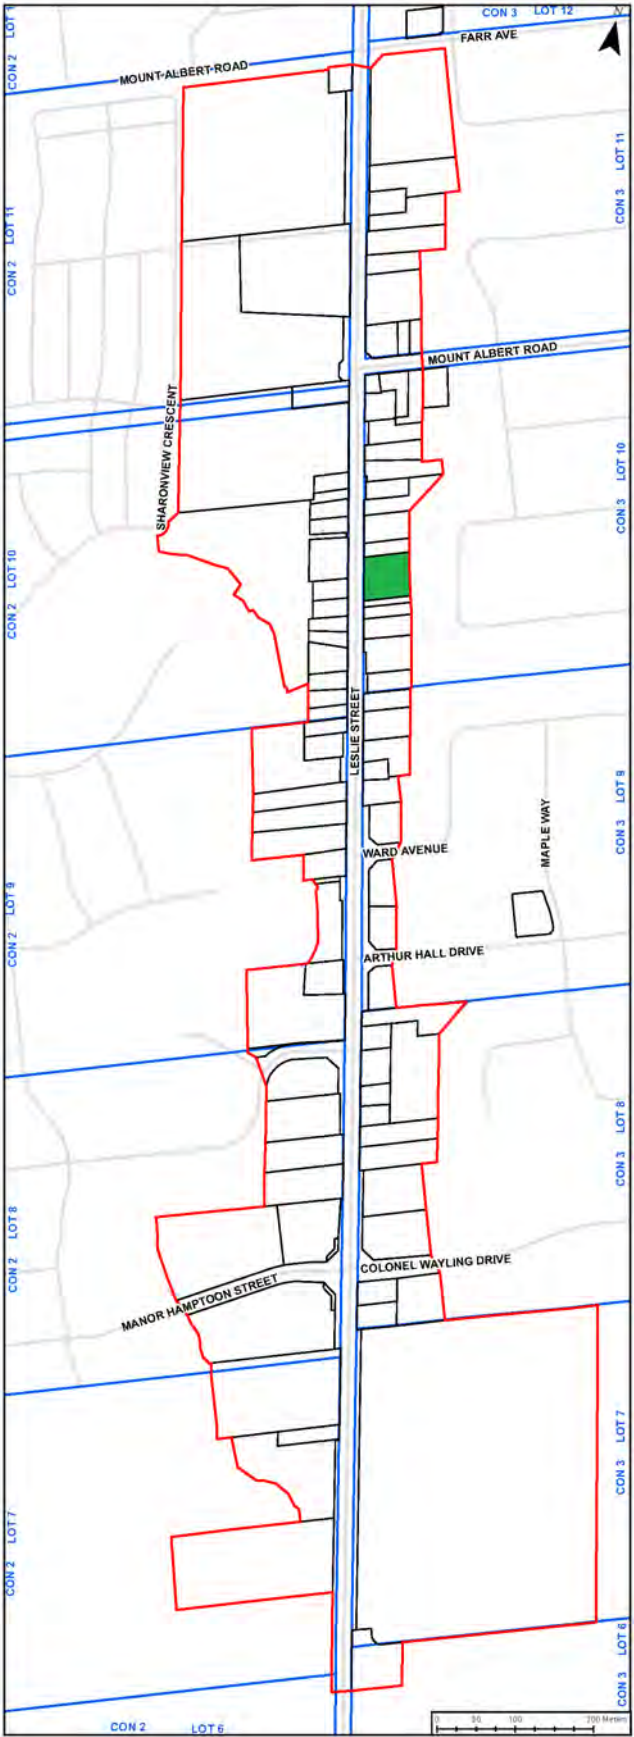 CON 3 LOT 12
N
FARR AVE
CON 2 LOT 1
MOUNT-ALBERT-ROAD
CON 3 LOT 11
CON 2 LOT 11
MOUNT ALBERT ROAD
SHARONVIEW CRESCENT
CON 3 LOT 10
CON 2 LOT 10
LESLIE STREET
CON 3 LOT 9
MAPLE WAY
WARD AVENUE
CON 2 LOT 9
ARTHUR HALL DRIVE
CON 3 LOT 8
CON 2 LOT 8
COLONEL WAYLING DRIVE
MANOR HAMPTOON STREET
CON 3 LOT 7
CON 2 LOT 7
CON 3 LOT 6
0 50 100 200 Meters
CON 2 LOT 6